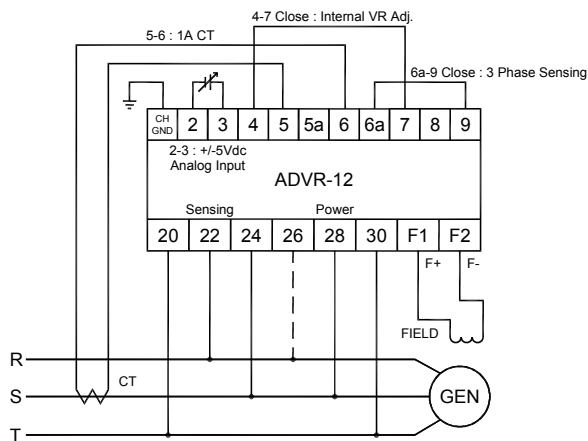 4-7 Close : Internal VR Adj.
5-6 : 1A CT
6a-9 Close : 3 Phase Sensing
CH GND 2 3 4 5 5a 6 6a 7 8 9
2-3 : +/-5Vdc
Analog Input
ADVR-12
Sensing Power
20 22 24 26 28 30 F1 F2
F+ F-
FIELD
R
CT
S
GEN
T